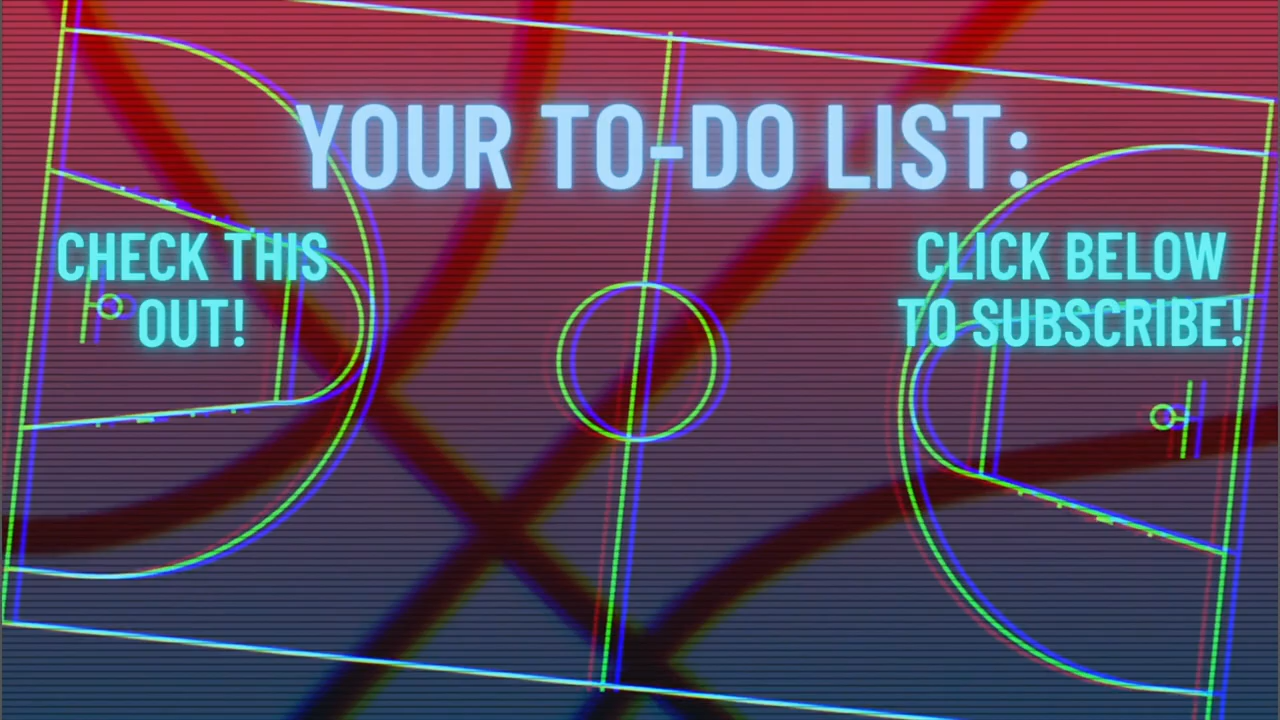 YOUR TO-DO LIST:
CHECK THIS
OUT!
CLICK BELOW
TO SUBSCRIBE!